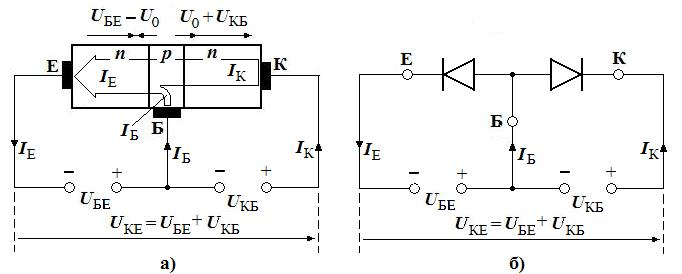 U_БЕ – U_0 U_0 + U_КБ
n p n
Е I_Е I_К К
I_Б Б
I_Е I_Б I_К
– + – +
U_БЕ U_КБ
U_КЕ = U_БЕ + U_КБ
а)
Е К
Б
I_Е I_Б I_К
– + – +
U_БЕ U_КБ
U_КЕ = U_БЕ + U_КБ
б)